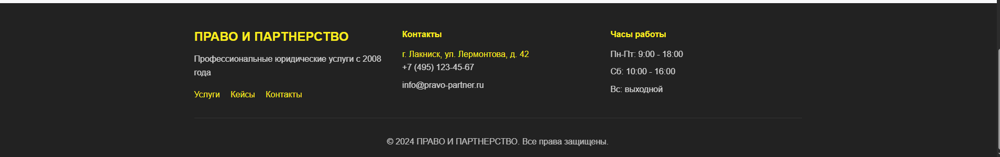 ПРАВО И ПАРТНЕРСТВО
Профессиональные юридические услуги с 2008
года
Услуги Кейсы Контакты
Контакты
г. Лакниск, ул. Лермонтова, д. 42
+7 (495) 123-45-67
info@pravo-partner.ru
Часы работы
Пн-Пт: 9:00 - 18:00
Сб: 10:00 - 16:00
Вс: выходной
© 2024 ПРАВО И ПАРТНЕРСТВО. Все права защищены.